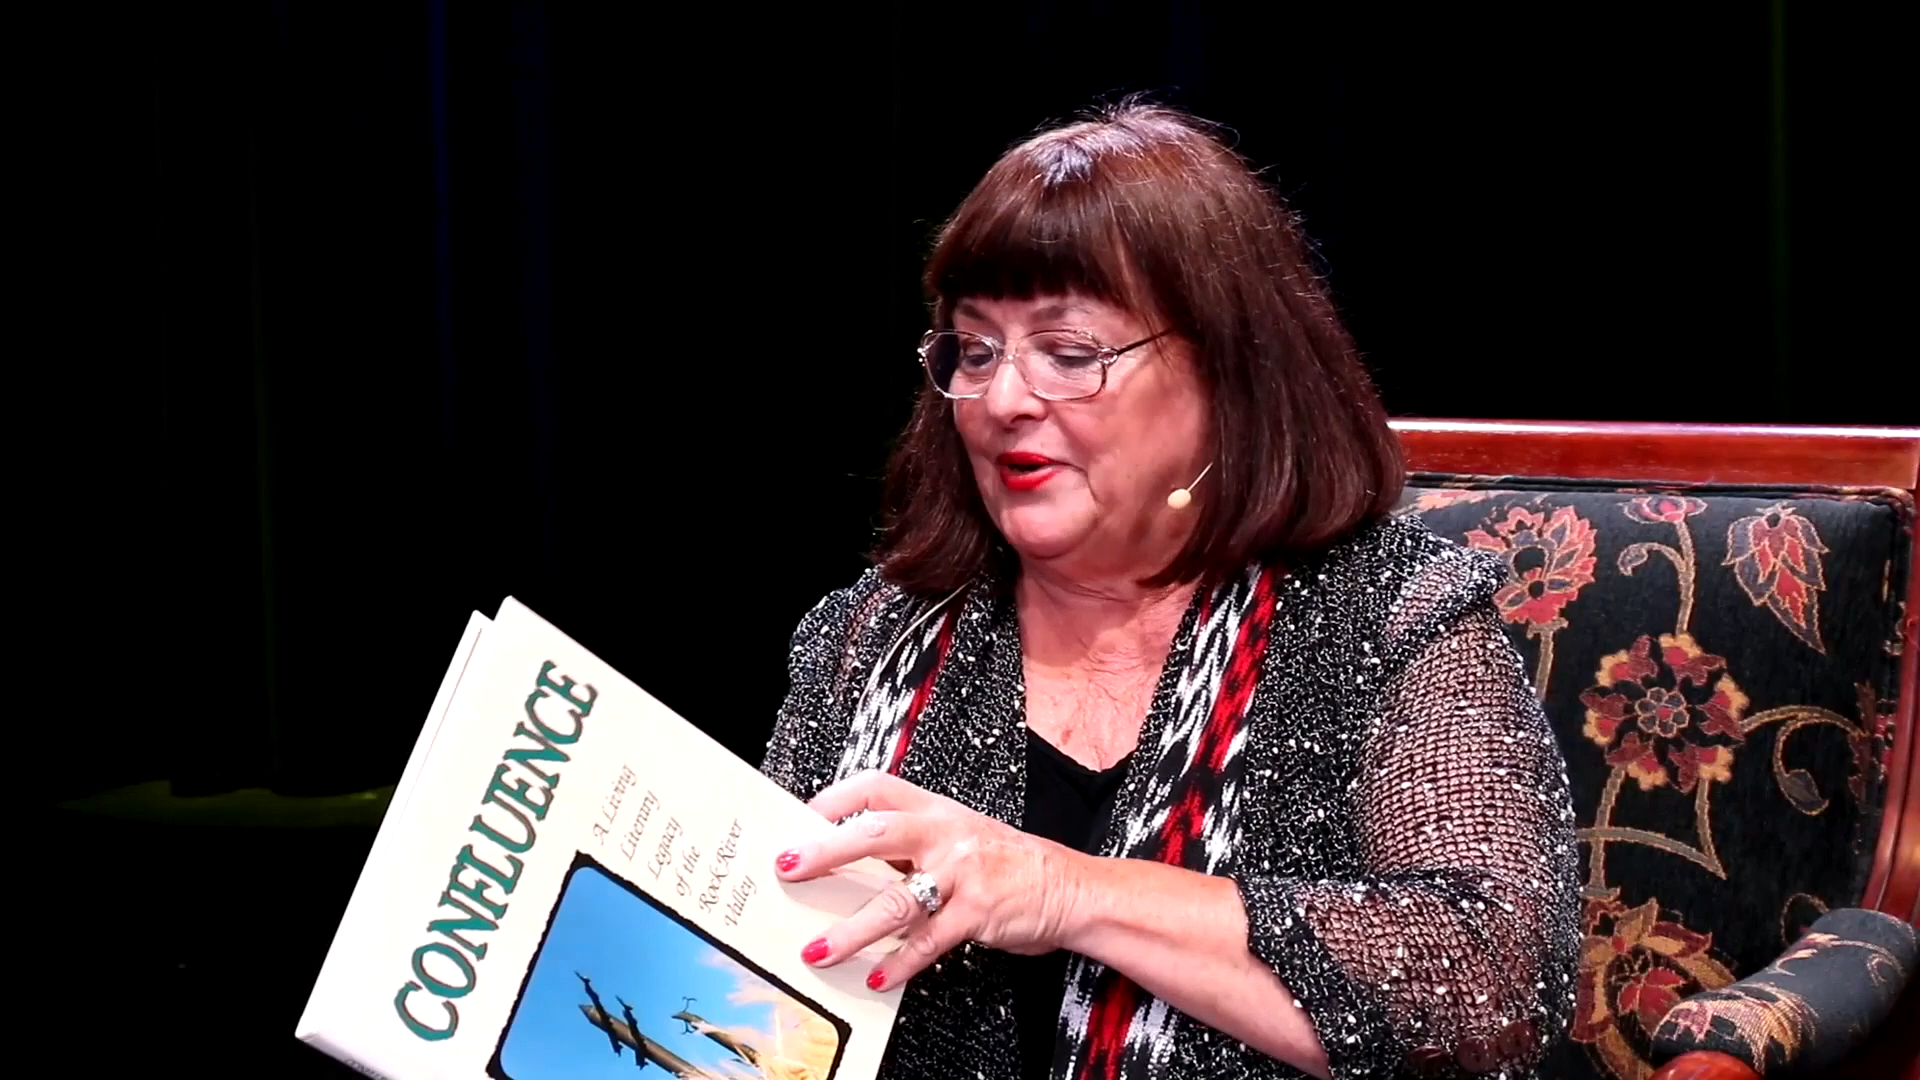 CONFLUENCE
A Living
Literary
Legacy
of the
Rock River
Valley